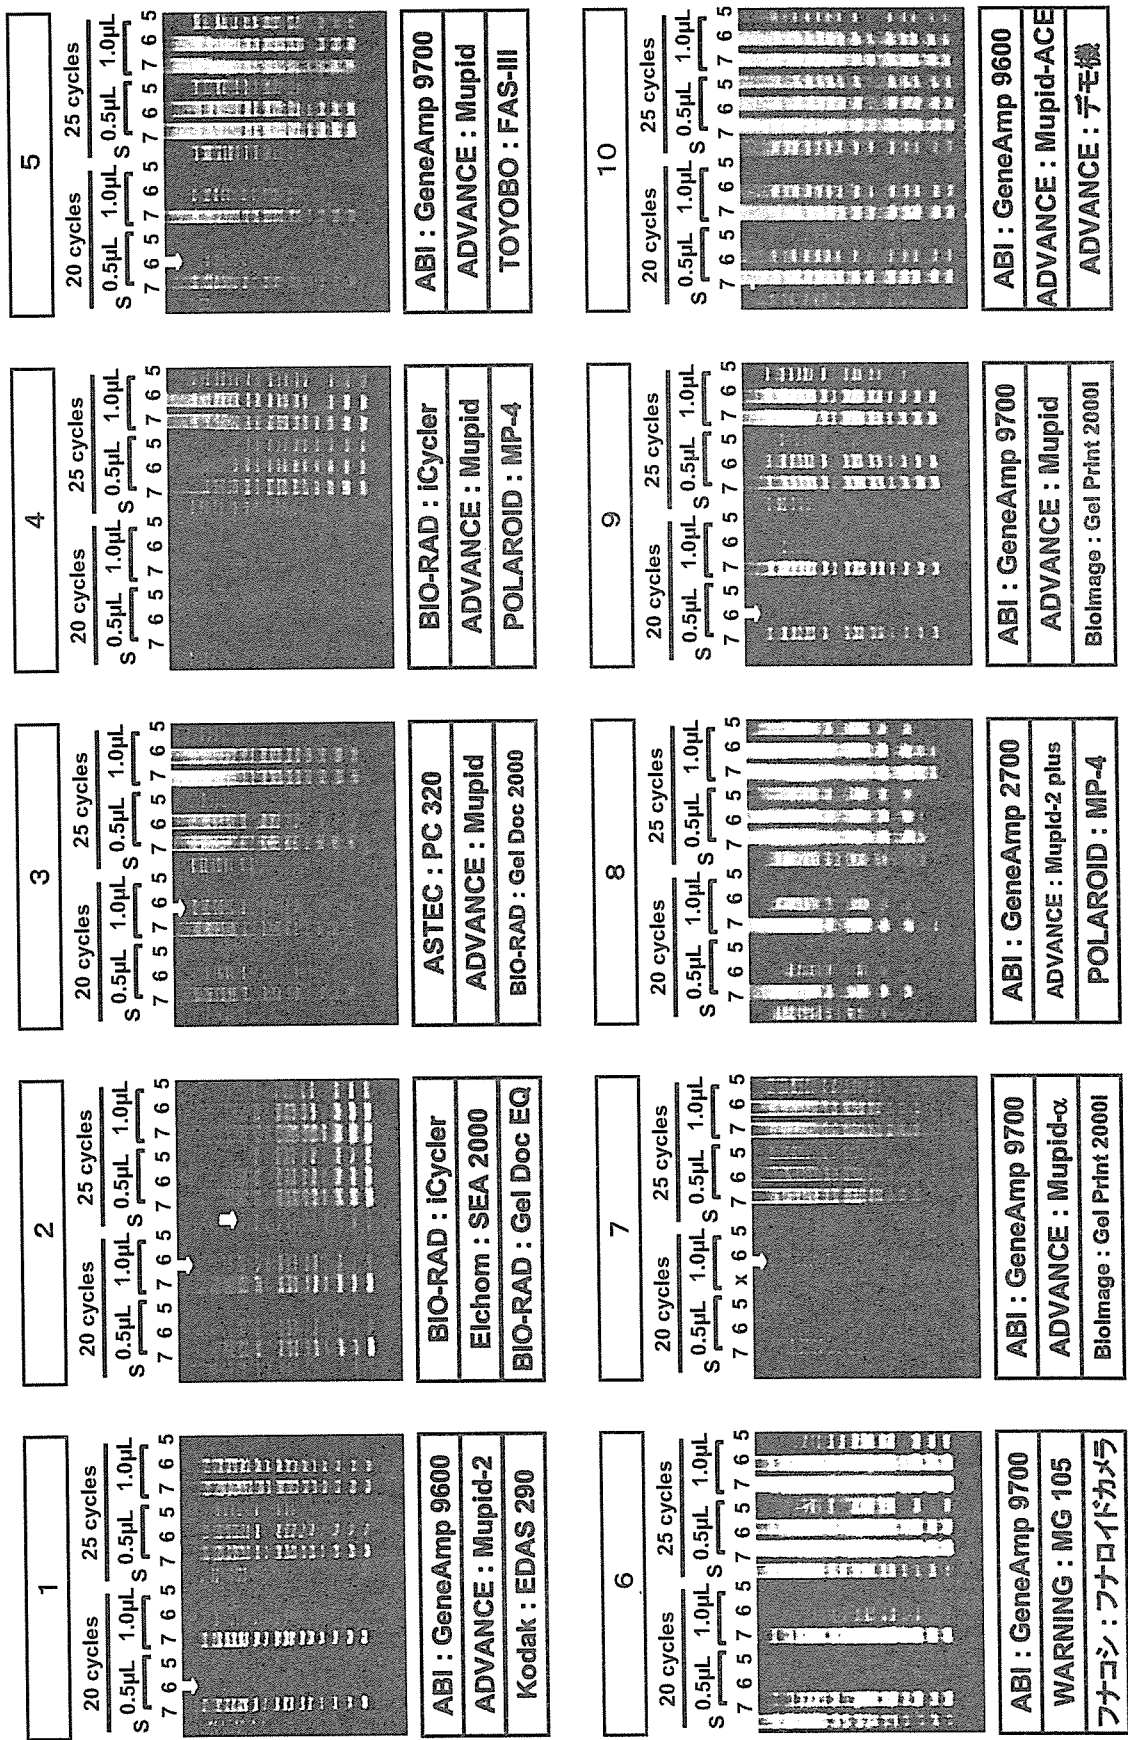 1
20 cycles 25 cycles
S 0.5µL 1.0µL S 0.5µL 1.0µL
7 6 5 7 6 5 7 6 5 7 6 5
ABI : GeneAmp 9600
ADVANCE : Mupid-2
Kodak : EDAS 290
2
20 cycles 25 cycles
S 0.5µL 1.0µL S 0.5µL 1.0µL
7 6 5 7 6 5 7 6 5 7 6 5
BIO-RAD : iCycler
Elchom : SEA 2000
BIO-RAD : Gel Doc EQ
3
20 cycles 25 cycles
S 0.5µL 1.0µL S 0.5µL 1.0µL
7 6 5 7 6 5 7 6 5 7 6 5
ASTEC : PC 320
ADVANCE : Mupid
BIO-RAD : Gel Doc 2000
4
20 cycles 25 cycles
S 0.5µL 1.0µL S 0.5µL 1.0µL
7 6 5 7 6 5 7 6 5 7 6 5
BIO-RAD : iCycler
ADVANCE : Mupid
POLAROID : MP-4
5
20 cycles 25 cycles
S 0.5µL 1.0µL S 0.5µL 1.0µL
7 6 5 7 6 5 7 6 5 7 6 5
ABI : GeneAmp 9700
ADVANCE : Mupid
TOYOBO : FAS-III
6
20 cycles 25 cycles
S 0.5µL 1.0µL S 0.5µL 1.0µL
7 6 5 7 6 5 7 6 5 7 6 5
ABI : GeneAmp 9700
WARNING : MG 105
フナコシ : フナロイドカメラ
7
20 cycles 25 cycles
S 0.5µL 1.0µL S 0.5µL 1.0µL
7 6 5 x 6 5 7 6 5 7 6 5
ABI : GeneAmp 9700
ADVANCE : Mupid-α
BioImage : Gel Print 2000I
8
20 cycles 25 cycles
S 0.5µL 1.0µL S 0.5µL 1.0µL
7 6 5 7 6 5 7 6 5 7 6 5
ABI : GeneAmp 2700
ADVANCE : Mupid-2 plus
POLAROID : MP-4
9
20 cycles 25 cycles
S 0.5µL 1.0µL S 0.5µL 1.0µL
7 6 5 7 6 5 7 6 5 7 6 5
ABI : GeneAmp 9700
ADVANCE : Mupid
BioImage : Gel Print 2000I
10
20 cycles 25 cycles
S 0.5µL 1.0µL S 0.5µL 1.0µL
7 6 5 7 6 5 7 6 5 7 6 5
ABI : GeneAmp 9600
ADVANCE : Mupid-ACE
ADVANCE : デモ機